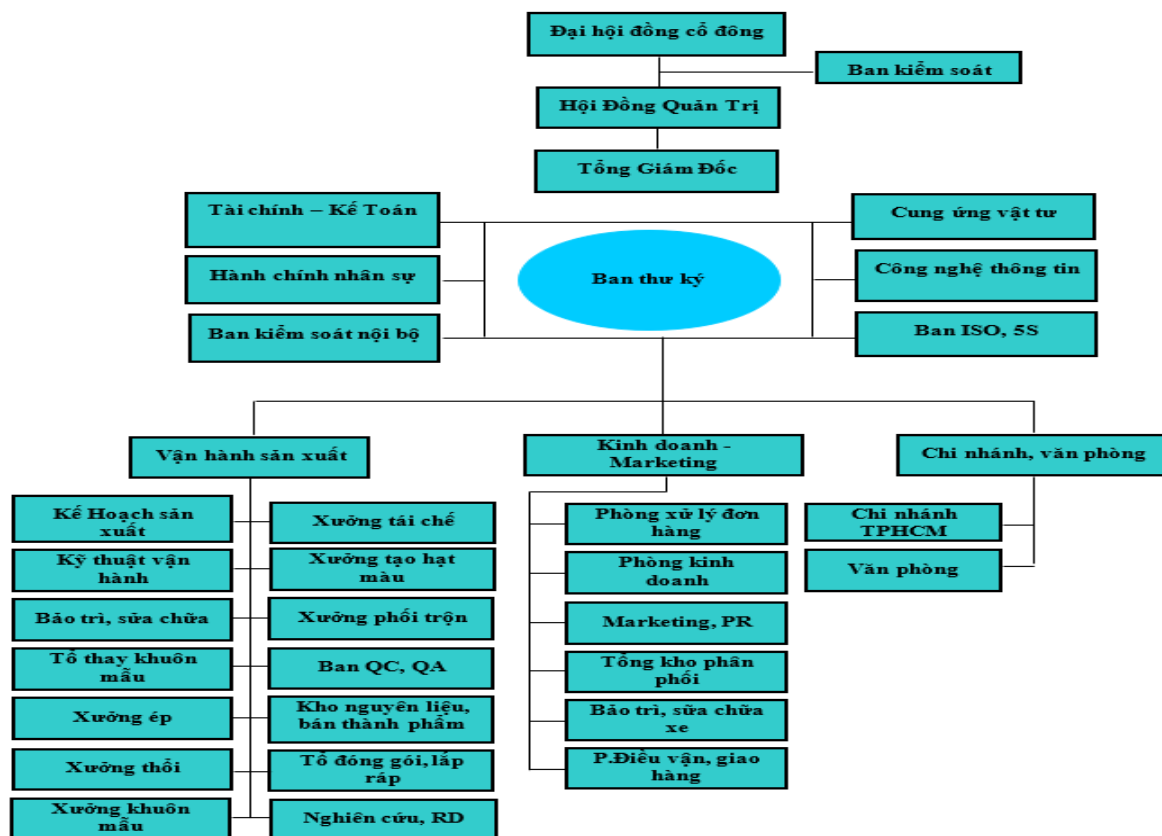 Đại hội đồng cổ đông
Ban kiểm soát
Hội Đồng Quản Trị
Tổng Giám Đốc
Tài chính – Kế Toán
Cung ứng vật tư
Hành chính nhân sự
Ban thư ký
Công nghệ thông tin
Ban kiểm soát nội bộ
Ban ISO, 5S
Vận hành sản xuất
Kinh doanh -
Marketing
Chi nhánh, văn phòng
Kế Hoạch sản
xuất
Xưởng tái chế
Kỹ thuật vận
hành
Xưởng tạo hạt
màu
Bảo trì, sữa chữa
Xưởng phối trộn
Tổ thay khuôn
mẫu
Ban QC, QA
Xưởng ép
Kho nguyên liệu,
bán thành phẩm
Xưởng thổi
Tổ đóng gói, lắp
ráp
Xưởng khuôn
mẫu
Nghiên cứu, RD
Phòng xử lý đơn
hàng
Phòng kinh
doanh
Marketing, PR
Tổng kho phân
phối
Bảo trì, sữa chữa
xe
P.Điều vận, giao
hàng
Chi nhánh
TPHCM
Văn phòng